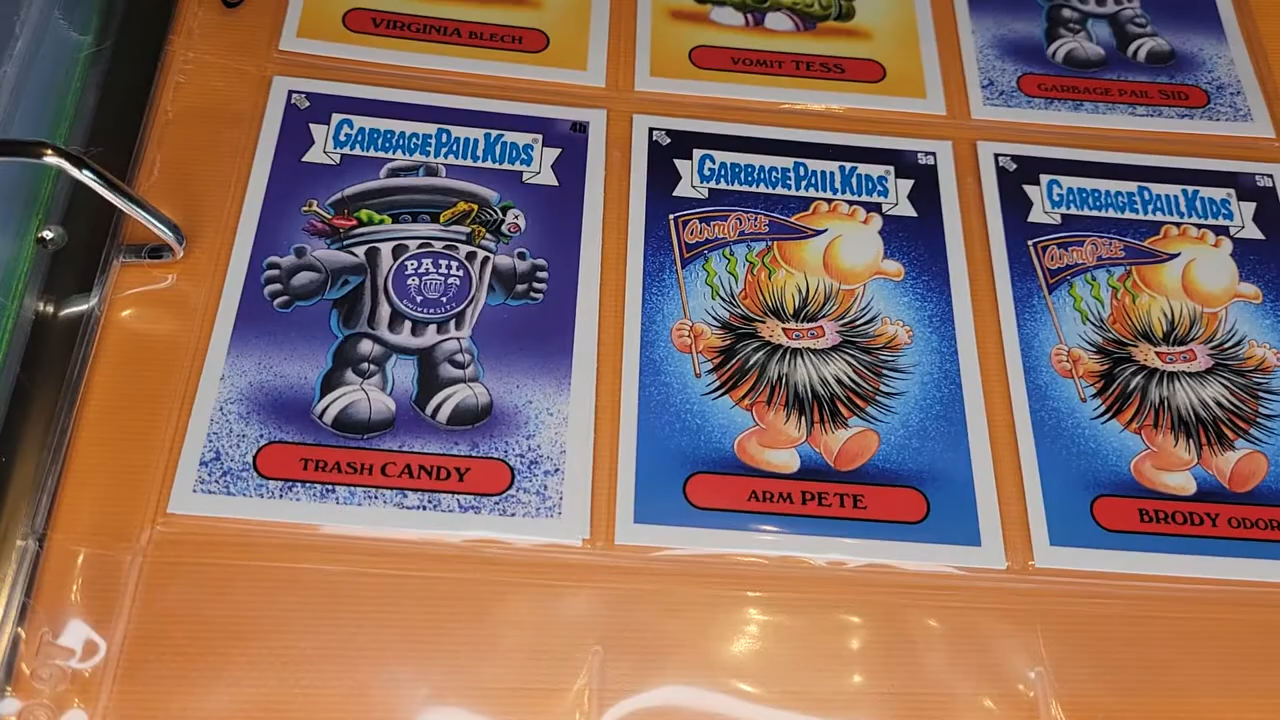 VIRGINIA BLECH
VOMIT TESS
GARBAGE PAIL SID
4b
GARBAGE PAIL KIDS®
PAIL
UNIVERSITY
TRASH CANDY
5a
GARBAGE PAIL KIDS®
ArmPit
ARM PETE
5b
GARBAGE PAIL KIDS®
ArmPit
BRODY ODOR